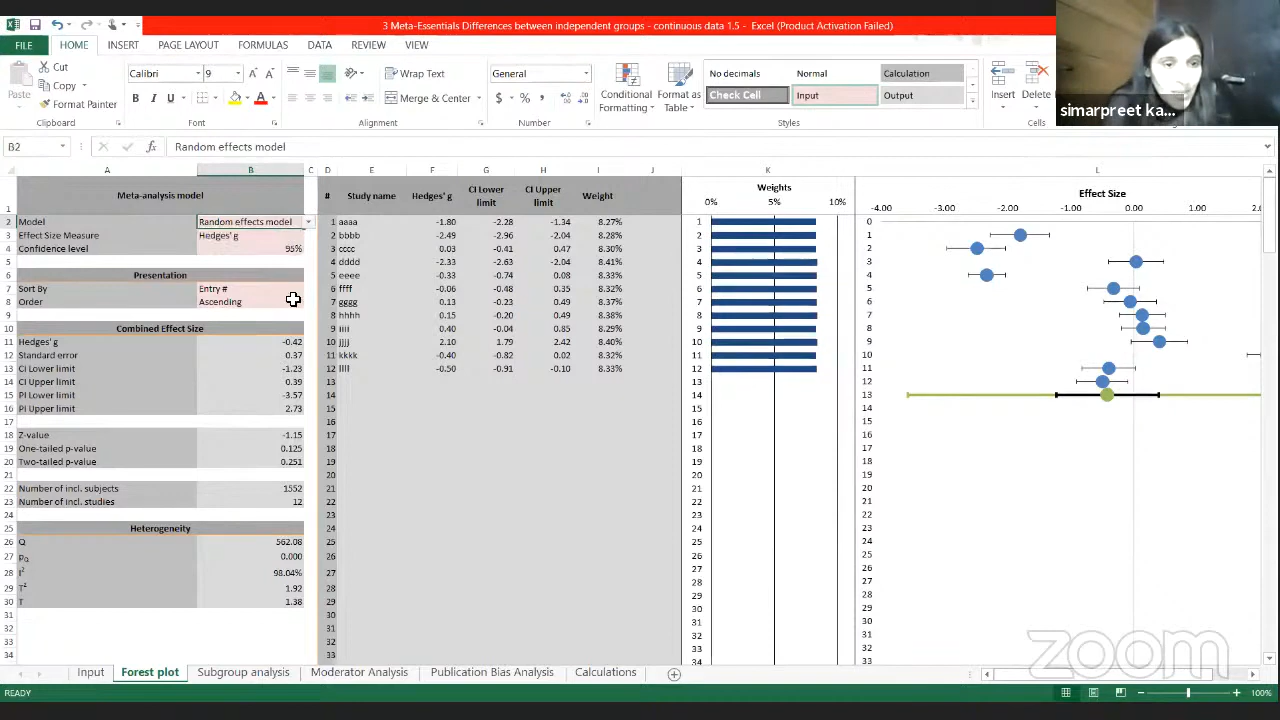 3 Meta-Essentials Differences between independent groups - continuous data 1.5 - Excel (Product Activation Failed)
FILE HOME INSERT PAGE LAYOUT FORMULAS DATA REVIEW VIEW
Cut
Copy
Format Painter
Paste
Clipboard
Calibri 9
B I U
Font
Wrap Text
Merge & Center
Alignment
General
$ % ,
Number
Conditional Formatting
Format as Table
No decimals Normal Calculation
Check Cell Input Output
Styles
Insert Delete
Cells
simarpreet ka...
B2 Random effects model
A B C D E F G H I J K L
Meta-analysis model
Model Random effects model
Effect Size Measure Hedges' g
Confidence level 95%
Presentation
Sort By Entry #
Order Ascending
Combined Effect Size
Hedges' g -0.42
Standard error 0.37
CI Lower limit -1.23
CI Upper limit 0.39
PI Lower limit -3.57
PI Upper limit 2.73
Z-value -1.15
One-tailed p-value 0.125
Two-tailed p-value 0.251
Number of incl. subjects 1552
Number of incl. studies 12
Heterogeneity
Q 562.08
pQ 0.000
I2 98.04%
T2 1.92
T 1.38
# Study name Hedges' g CI Lower limit CI Upper limit Weight
1 aaaa -1.80 -2.28 -1.34 8.27%
2 bbbb -2.49 -2.96 -2.04 8.28%
3 cccc 0.03 -0.41 0.47 8.30%
4 dddd -2.33 -2.63 -2.04 8.41%
5 eeee -0.33 -0.74 0.08 8.33%
6 ffff -0.06 -0.48 0.35 8.32%
7 gggg 0.13 -0.23 0.49 8.37%
8 hhhh 0.15 -0.20 0.49 8.38%
9 iiii 0.40 -0.04 0.85 8.29%
10 jjjj 2.10 1.79 2.42 8.40%
11 kkkk -0.40 -0.82 0.02 8.32%
12 llll -0.50 -0.91 -0.10 8.33%
Weights
0% 5% 10%
Effect Size
-4.00 -3.00 -2.00 -1.00 0.00 1.00
Input Forest plot Subgroup analysis Moderator Analysis Publication Bias Analysis Calculations
zoom
READY 100%